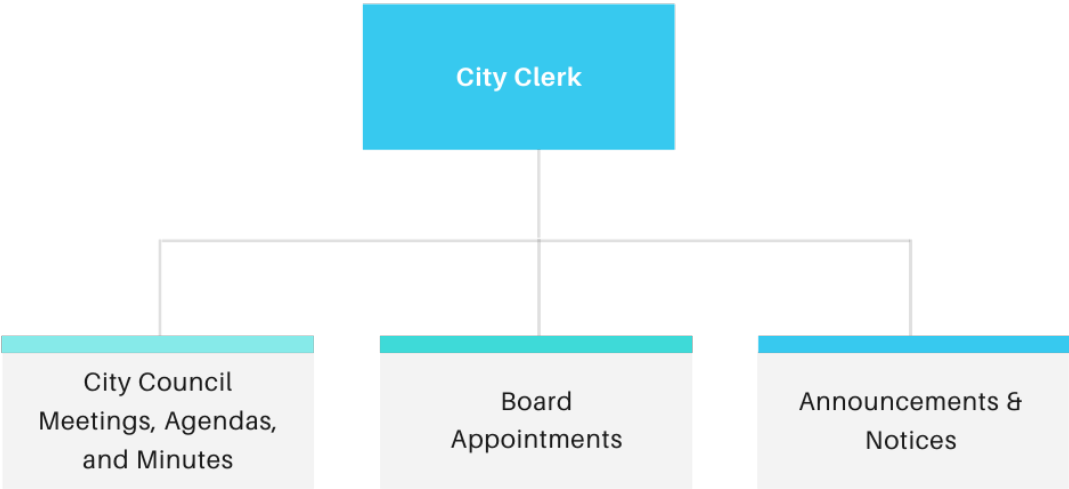 City Clerk
City Council
Meetings, Agendas,
and Minutes
Board
Appointments
Announcements &
Notices